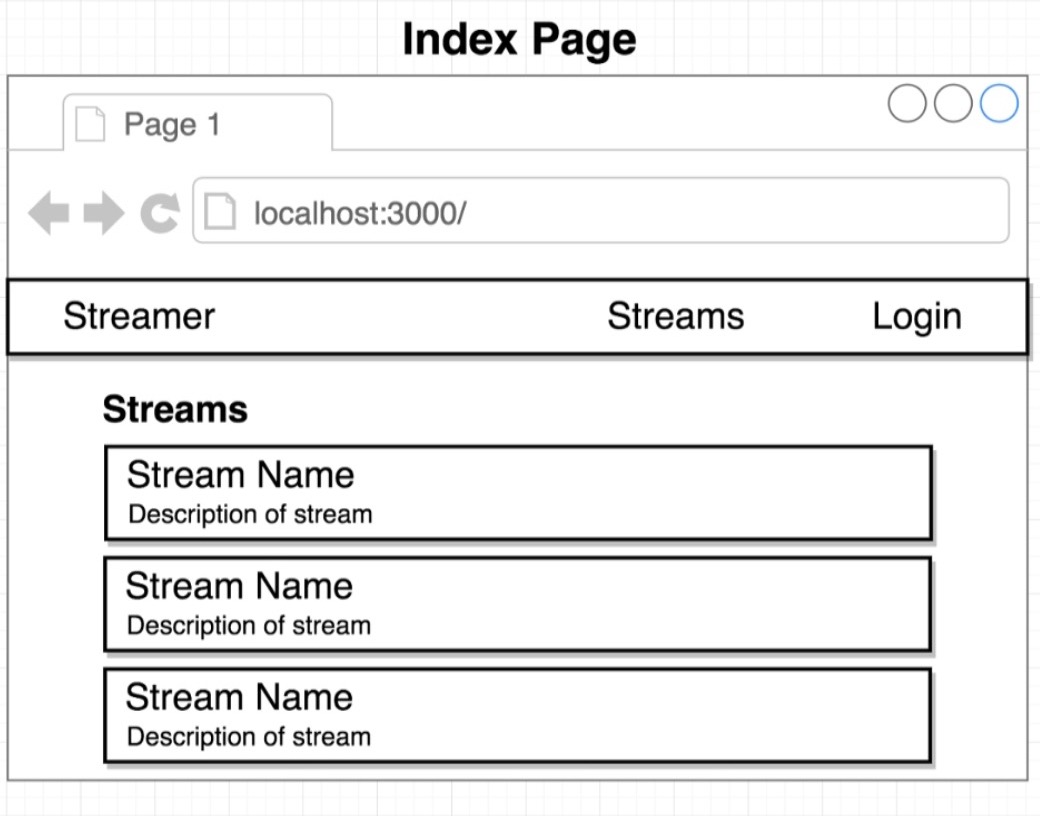 Index Page
Page 1
localhost:3000/
Streamer Streams Login
Streams
Stream Name
Description of stream
Stream Name
Description of stream
Stream Name
Description of stream